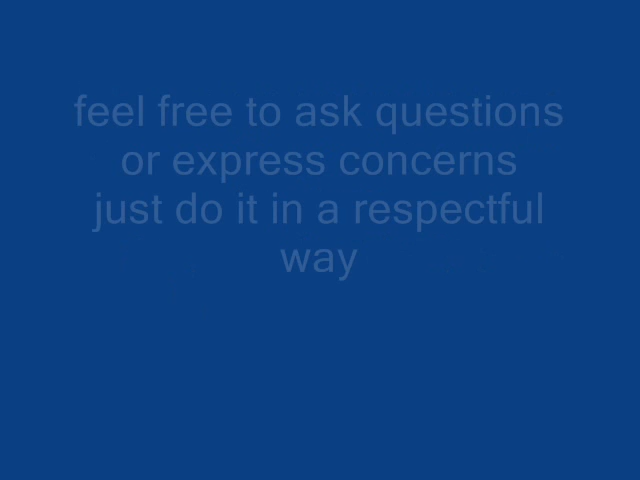 feel free to ask questions
or express concerns
just do it in a respectful
way